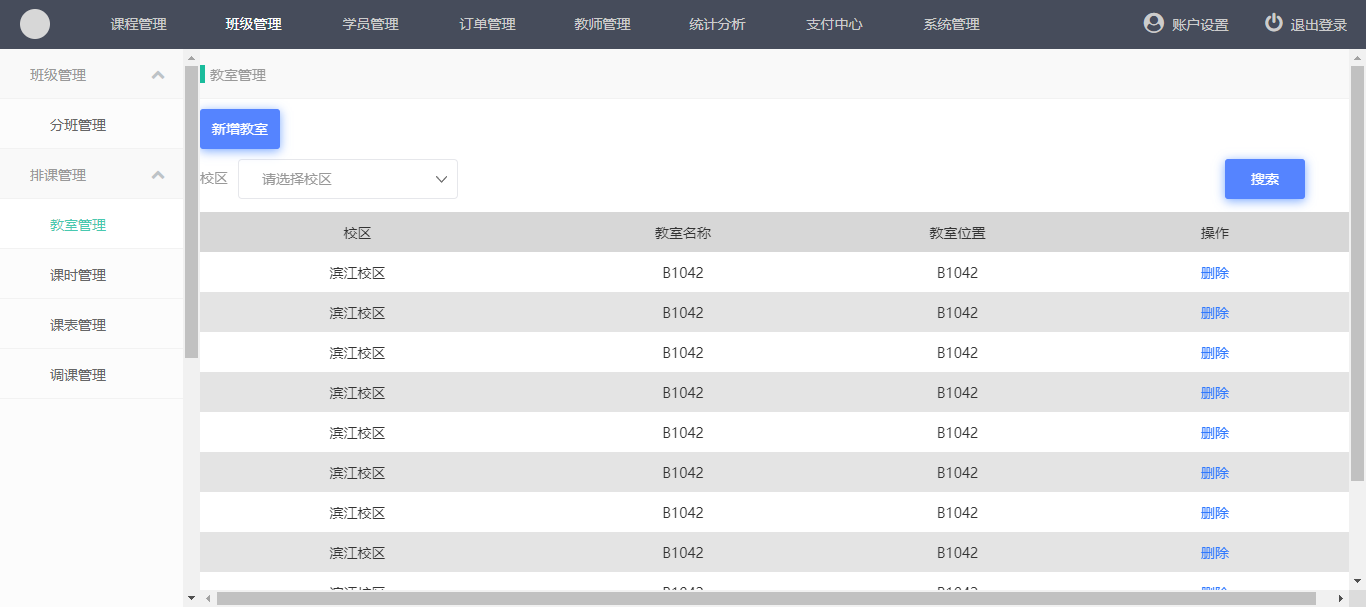 课程管理 班级管理 学员管理 订单管理 教师管理 统计分析 支付中心 系统管理 账户设置 退出登录
班级管理
分班管理
排课管理
教室管理
课时管理
课表管理
调课管理
教室管理
新增教室
校区 请选择校区 搜索
校区 教室名称 教室位置 操作
滨江校区 B1042 B1042 删除
滨江校区 B1042 B1042 删除
滨江校区 B1042 B1042 删除
滨江校区 B1042 B1042 删除
滨江校区 B1042 B1042 删除
滨江校区 B1042 B1042 删除
滨江校区 B1042 B1042 删除
滨江校区 B1042 B1042 删除